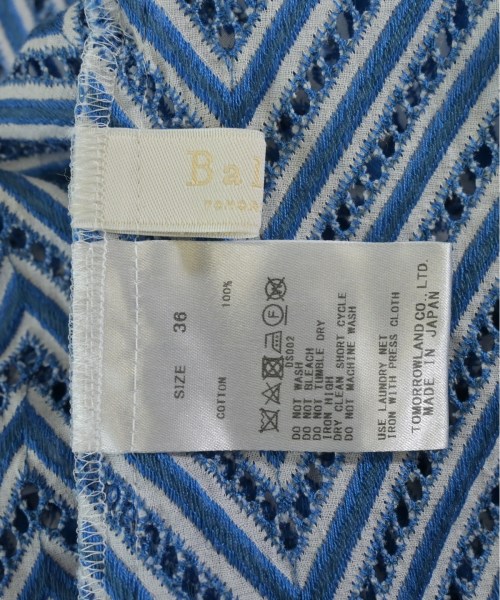 Ba
SIZE 36
COTTON 100%
DS002
DO NOT WASH
DO NOT BLEACH
DO NOT TUMBLE DRY
IRON HIGH
DRY CLEAN SHORT CYCLE
DO NOT MACHINE WASH
USE LAUNDRY NET
IRON WITH PRESS CLOTH
TOMORROWLAND CO., LTD.
MADE IN JAPAN